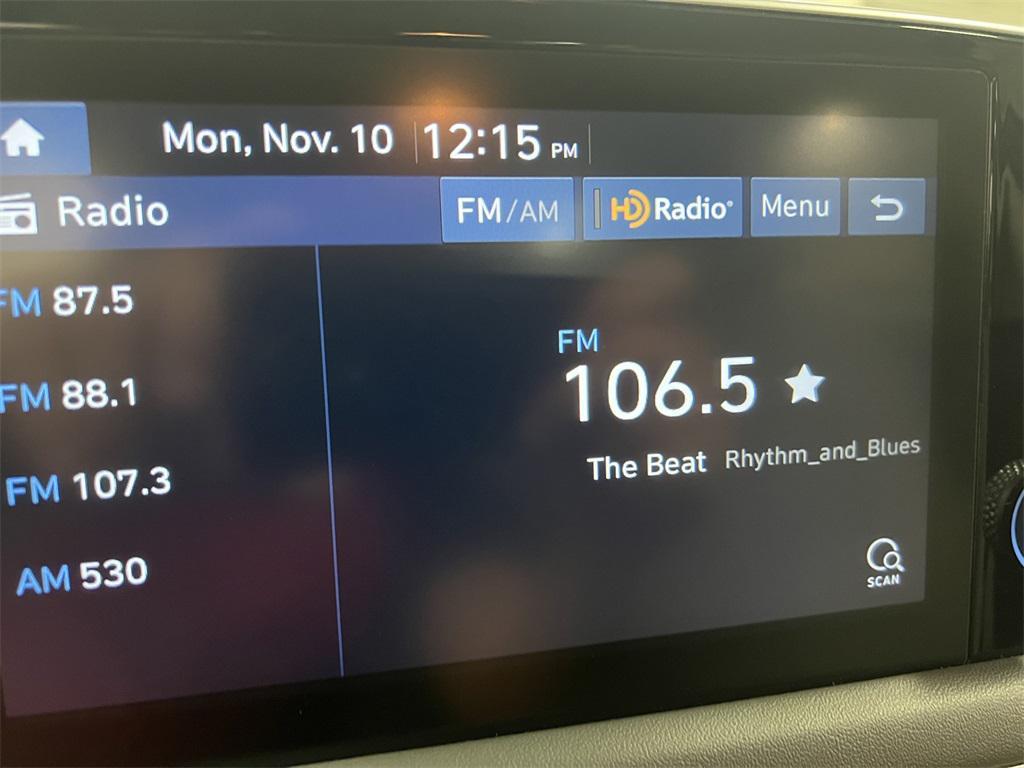 Mon, Nov. 10 12:15 PM
Radio FM/AM HD Radio® Menu
FM 87.5
FM 88.1
FM 107.3
AM 530
FM
106.5
The Beat Rhythm_and_Blues
SCAN